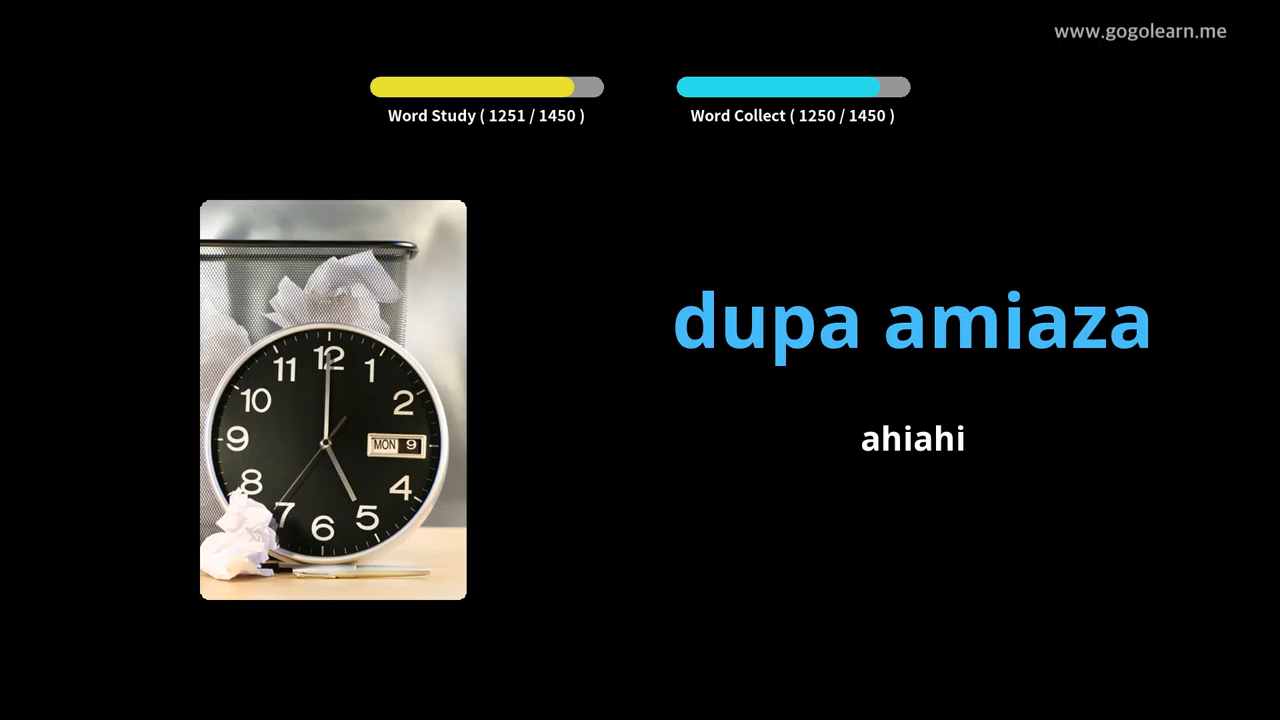 www.gogolearn.me
Word Study ( 1251 / 1450 )
Word Collect ( 1250 / 1450 )
dupa amiaza
ahiahi
12
11
1
10
2
9
MON 9
8
4
7
5
6